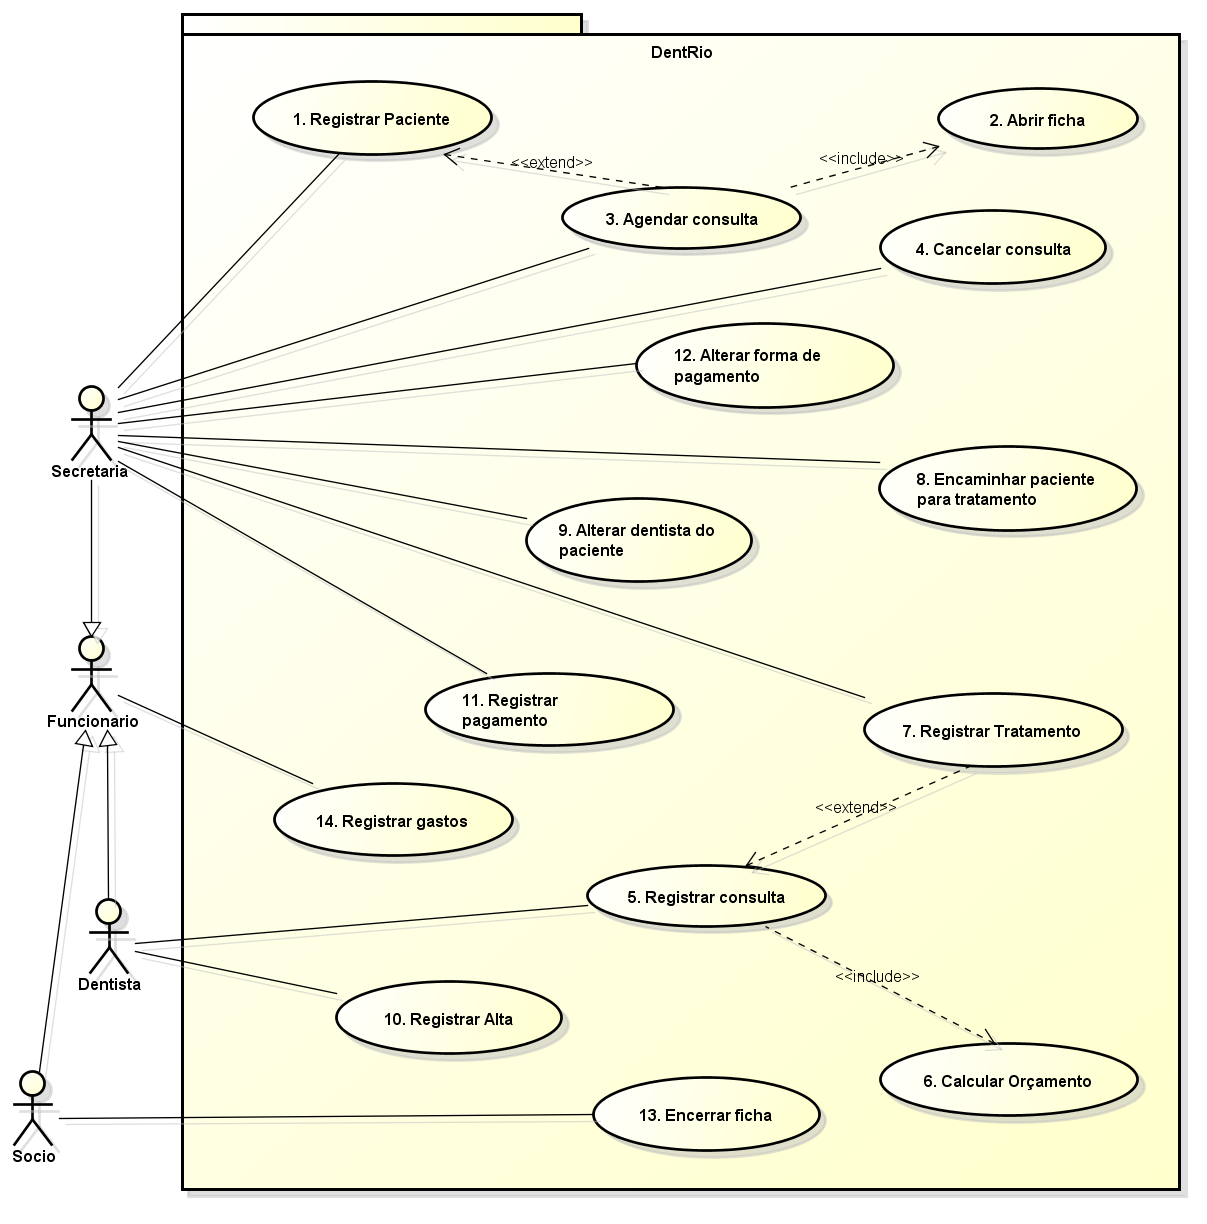 DentRio
1. Registrar Paciente
2. Abrir ficha
<<extend>>
<<include>>
3. Agendar consulta
4. Cancelar consulta
12. Alterar forma de
pagamento
Secretaria
8. Encaminhar paciente
para tratamento
9. Alterar dentista do
paciente
Funcionario
11. Registrar
pagamento
7. Registrar Tratamento
14. Registrar gastos
<<extend>>
5. Registrar consulta
Dentista
<<include>>
10. Registrar Alta
6. Calcular Orçamento
13. Encerrar ficha
Socio